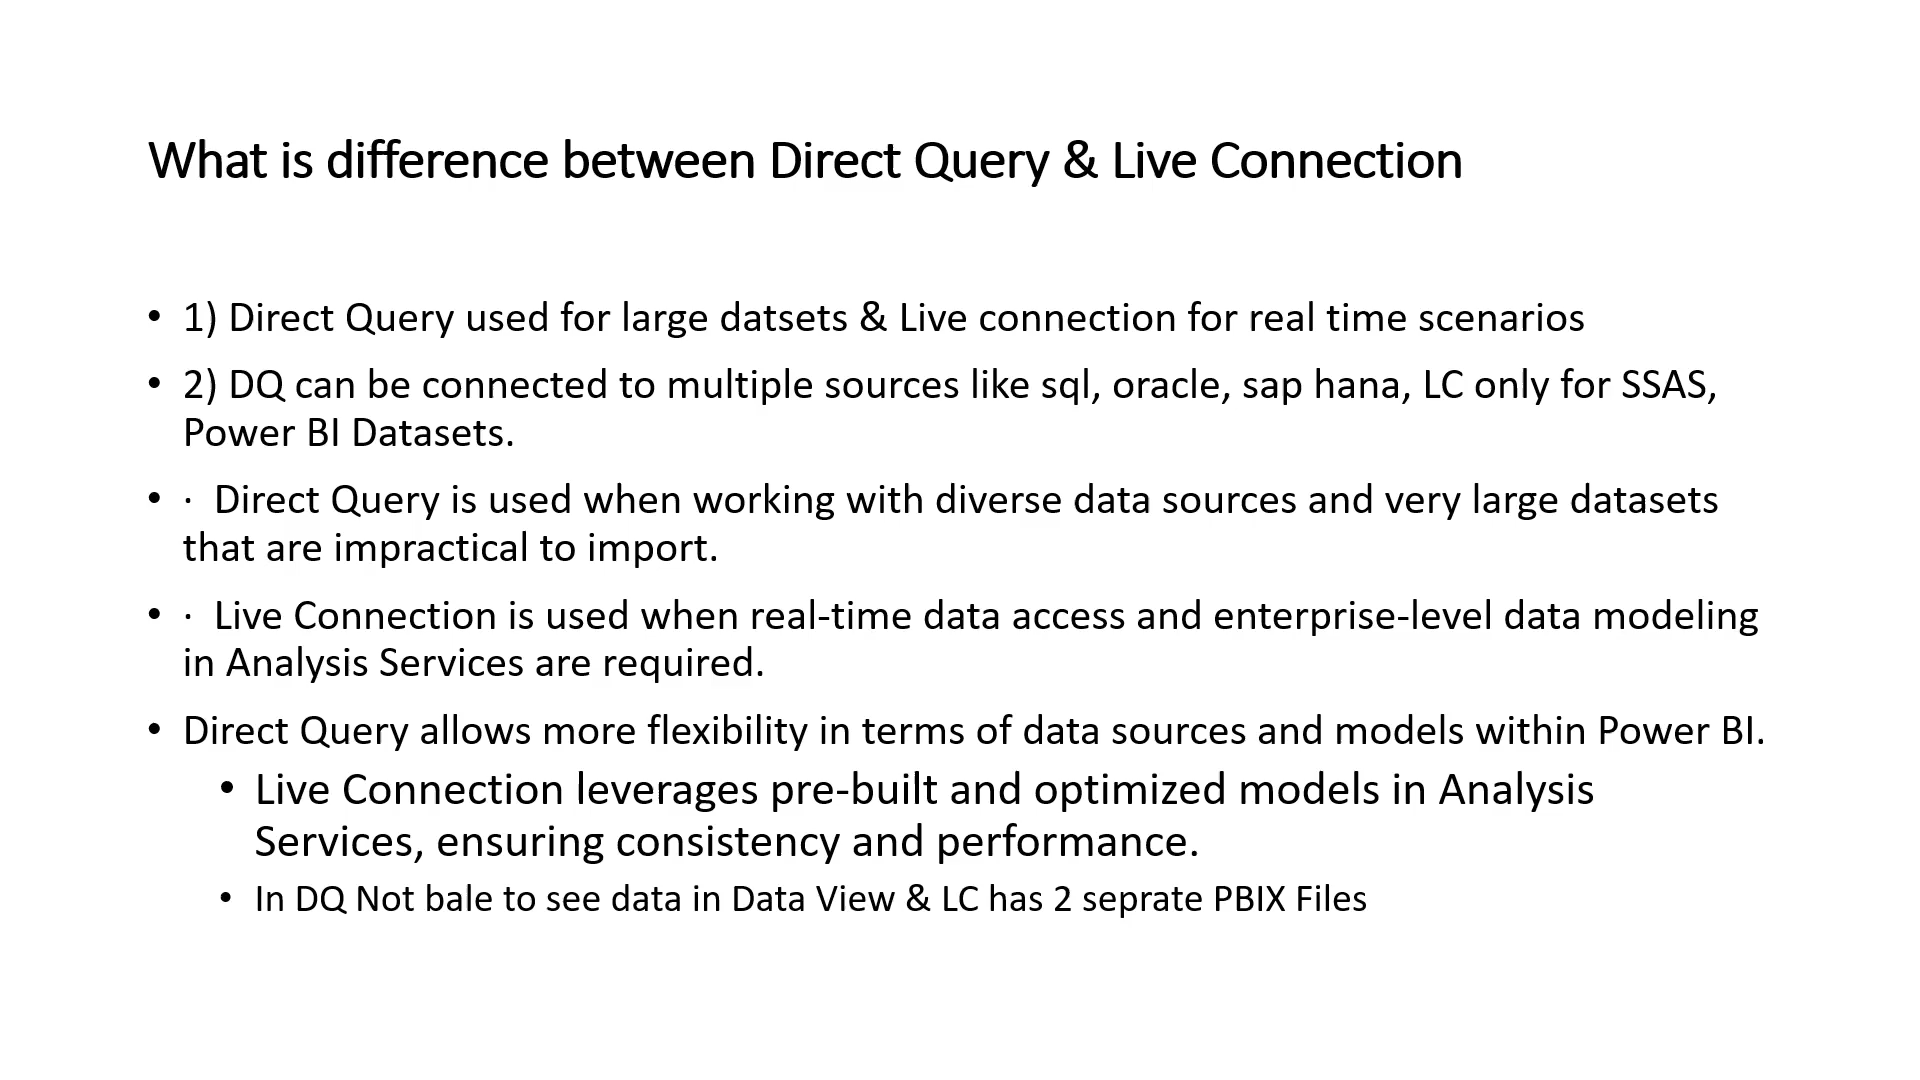 What is difference between Direct Query & Live Connection
• 1) Direct Query used for large datsets & Live connection for real time scenarios
• 2) DQ can be connected to multiple sources like sql, oracle, sap hana, LC only for SSAS,
Power BI Datasets.
• · Direct Query is used when working with diverse data sources and very large datasets
that are impractical to import.
• · Live Connection is used when real-time data access and enterprise-level data modeling
in Analysis Services are required.
• Direct Query allows more flexibility in terms of data sources and models within Power BI.
• Live Connection leverages pre-built and optimized models in Analysis
Services, ensuring consistency and performance.
• In DQ Not bale to see data in Data View & LC has 2 seprate PBIX Files